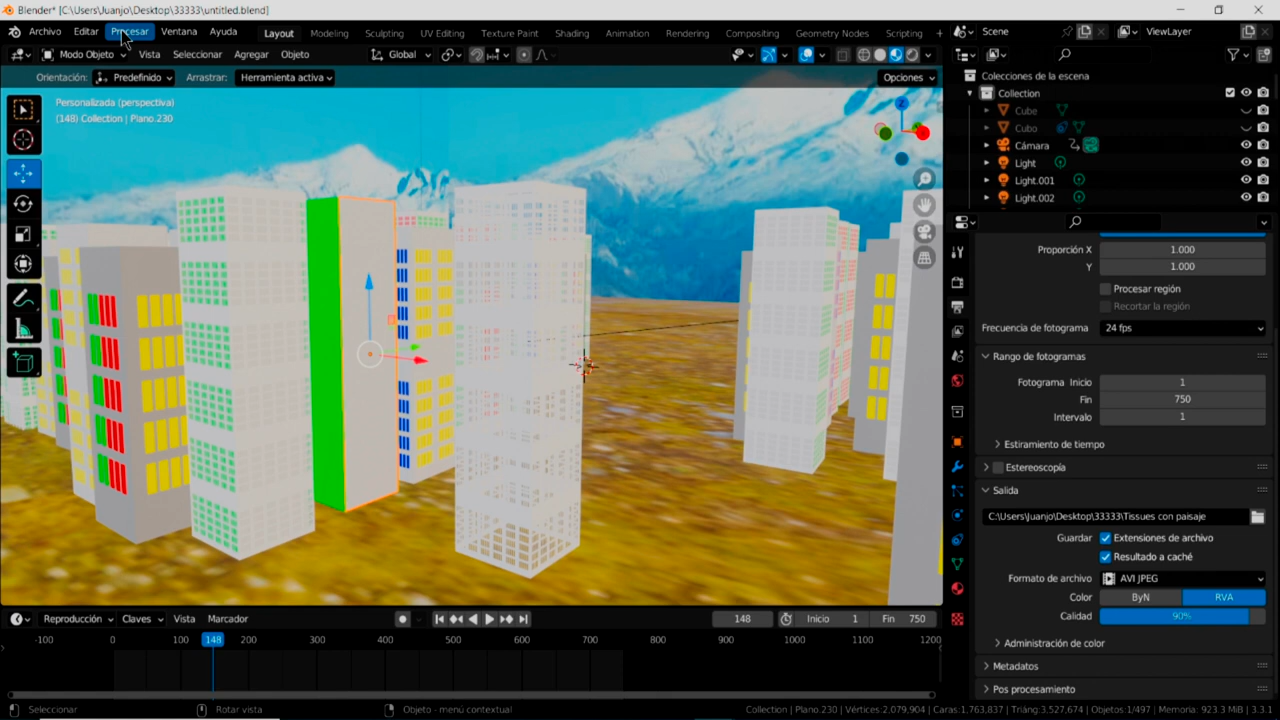 Blender* [C:\Users\Juanjo\Desktop\33333\untitled.blend]
Archivo Editar Procesar Ventana Ayuda Layout Modeling Sculpting UV Editing Texture Paint Shading Animation Rendering Compositing Geometry Nodes Scripting Scene ViewLayer
Modo Objeto Vista Seleccionar Agregar Objeto Global
Orientación: Predefinido Arrastrar: Herramienta activa Opciones
Personalizada (perspectiva)
(148) Collection | Plano.230
Z
Colecciones de la escena
Collection
Cube
Cubo
Cámara
Light
Light.001
Light.002
Proporción X 1.000
Y 1.000
Procesar región
Recortar la región
Frecuencia de fotograma 24 fps
Rango de fotogramas
Fotograma Inicio 1
Fin 750
Intervalo 1
Estiramiento de tiempo
Estereoscopía
Salida
C:\Users\Juanjo\Desktop\33333\Tissues con paisaje
Guardar Extensiones de archivo
Resultado a caché
Formato de archivo AVI JPEG
Color ByN RVA
Calidad 90%
Administración de color
Metadatos
Pos procesamiento
Reproducción Claves Vista Marcador 148 Inicio 1 Fin 750
-100 0 100 148 200 300 400 500 600 700 800 900 1000 1100 1200
Seleccionar Rotar vista Objeto - menú contextual Collection | Plano.230 | Vértices:2,079,904 | Caras:1,763,837 | Triáng:3,527,674 | Objetos:1/497 | Memoria: 923.3 MiB | 3.3.1